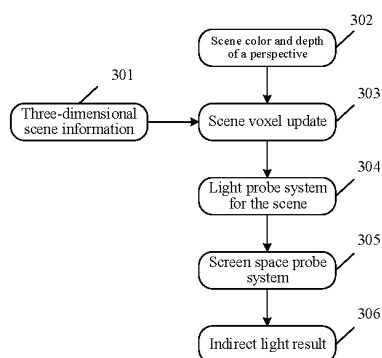 302
Scene color and depth
of a perspective
301
303
Three-dimensional
scene information
Scene voxel update
304
Light probe system
for the scene
305
Screen space probe
system
306
Indirect light result